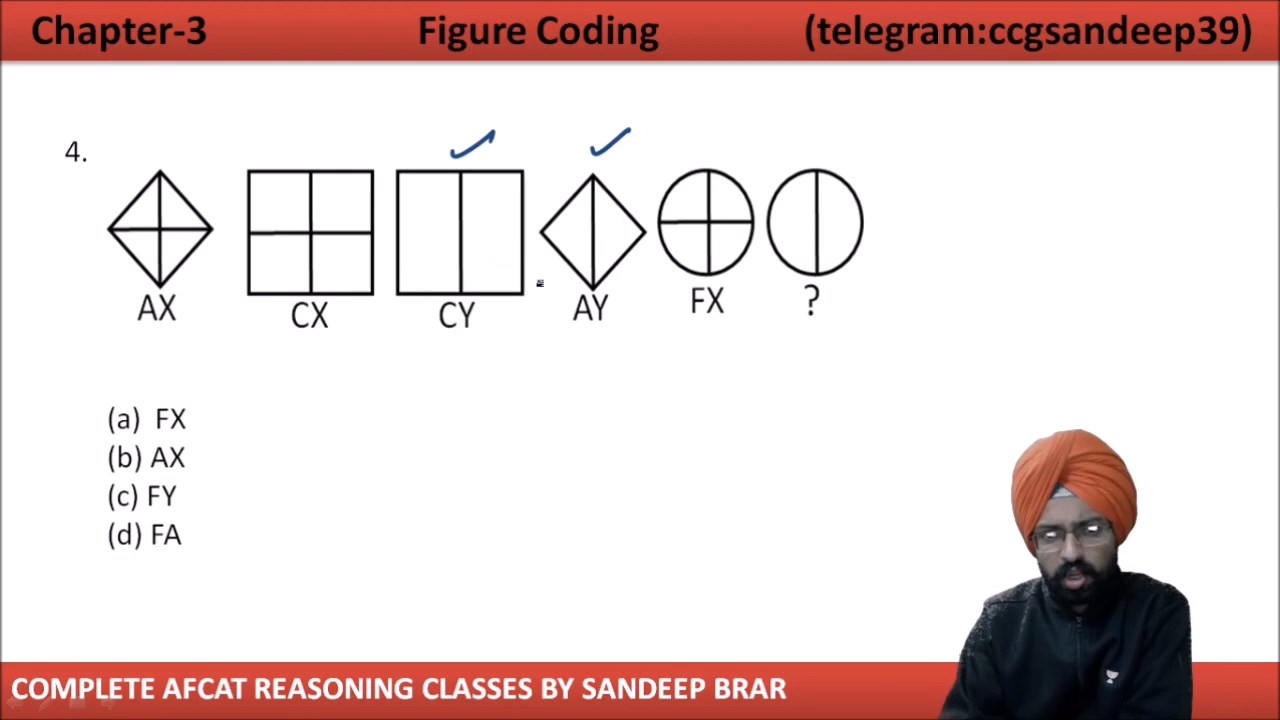 Chapter-3 Figure Coding (telegram:ccgsandeep39)
4.
AX CX CY AY FX ?
(a) FX
(b) AX
(c) FY
(d) FA
COMPLETE AFCAT REASONING CLASSES BY SANDEEP BRAR